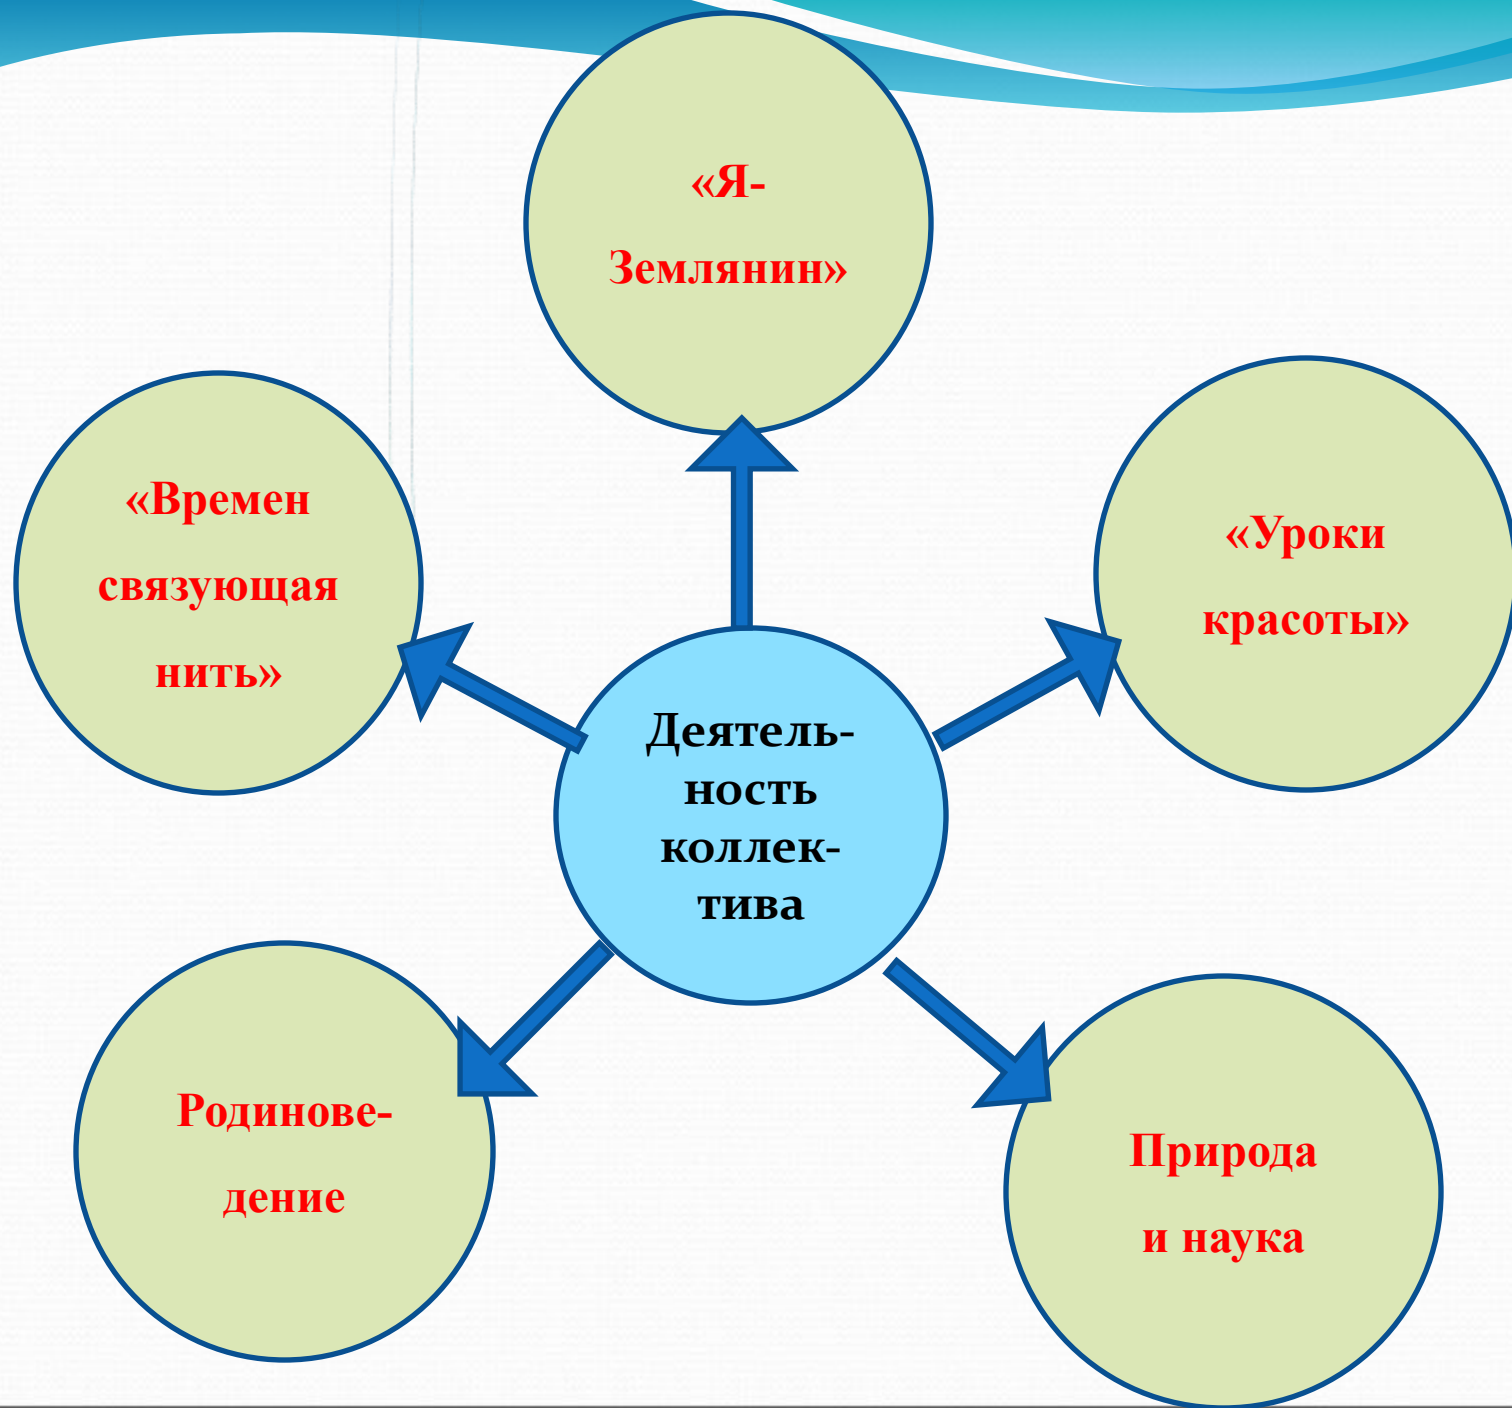 «Я-
Землянин»
«Времен
связующая
нить»
«Уроки
красоты»
Деятель-
ность
коллек-
тива
Родинове-
дение
Природа
и наука